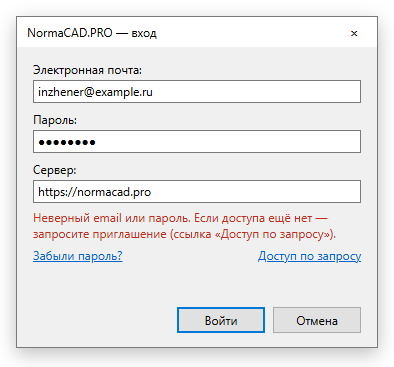 NormaCAD.PRO — вход
Электронная почта:
inzhener@example.ru
Пароль:
●●●●●●●●
Сервер:
https://normacad.pro
Неверный email или пароль. Если доступа ещё нет —
запросите приглашение (ссылка «Доступ по запросу»).
Забыли пароль? Доступ по запросу
Войти Отмена